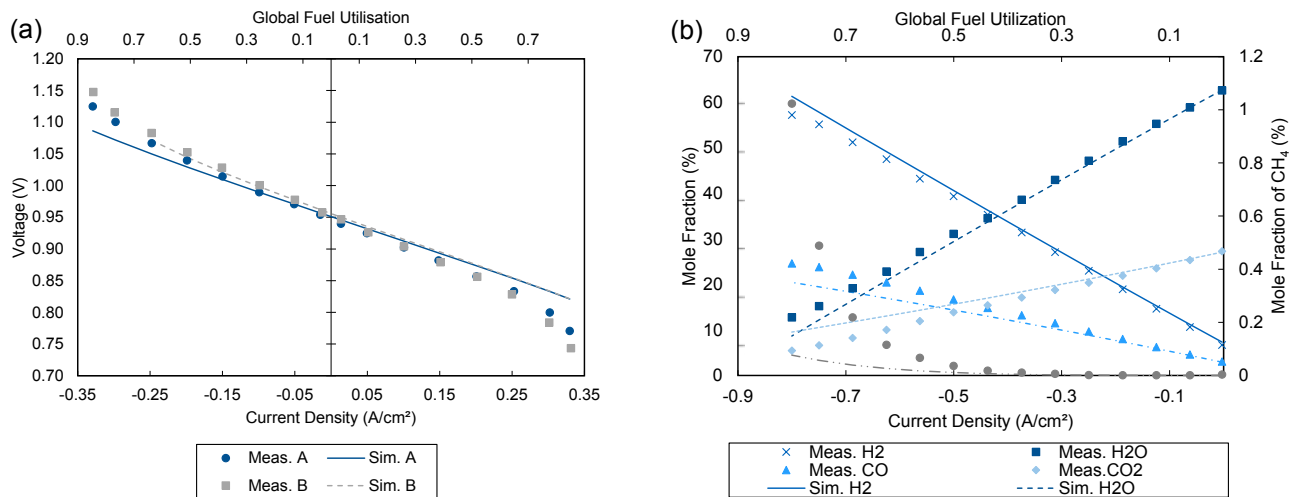 (a)
Global Fuel Utilisation
0.9 0.7 0.5 0.3 0.1 0.1 0.3 0.5 0.7
1.20
1.15
1.10
1.05
1.00
0.95
0.90
0.85
0.80
0.75
0.70
Voltage (V)
-0.35 -0.25 -0.15 -0.05 0.05 0.15 0.25 0.35
Current Density (A/cm²)
Meas. A Sim. A
Meas. B Sim. B
(b)
Global Fuel Utilization
0.9 0.7 0.5 0.3 0.1
70
60
50
40
30
20
10
0
Mole Fraction (%)
1.2
1
0.8
0.6
0.4
0.2
0
Mole Fraction of CH₄ (%)
-0.9 -0.7 -0.5 -0.3 -0.1
Current Density (A/cm²)
Meas. H2 Meas. H2O
Meas. CO Meas.CO2
Sim. H2 Sim. H2O